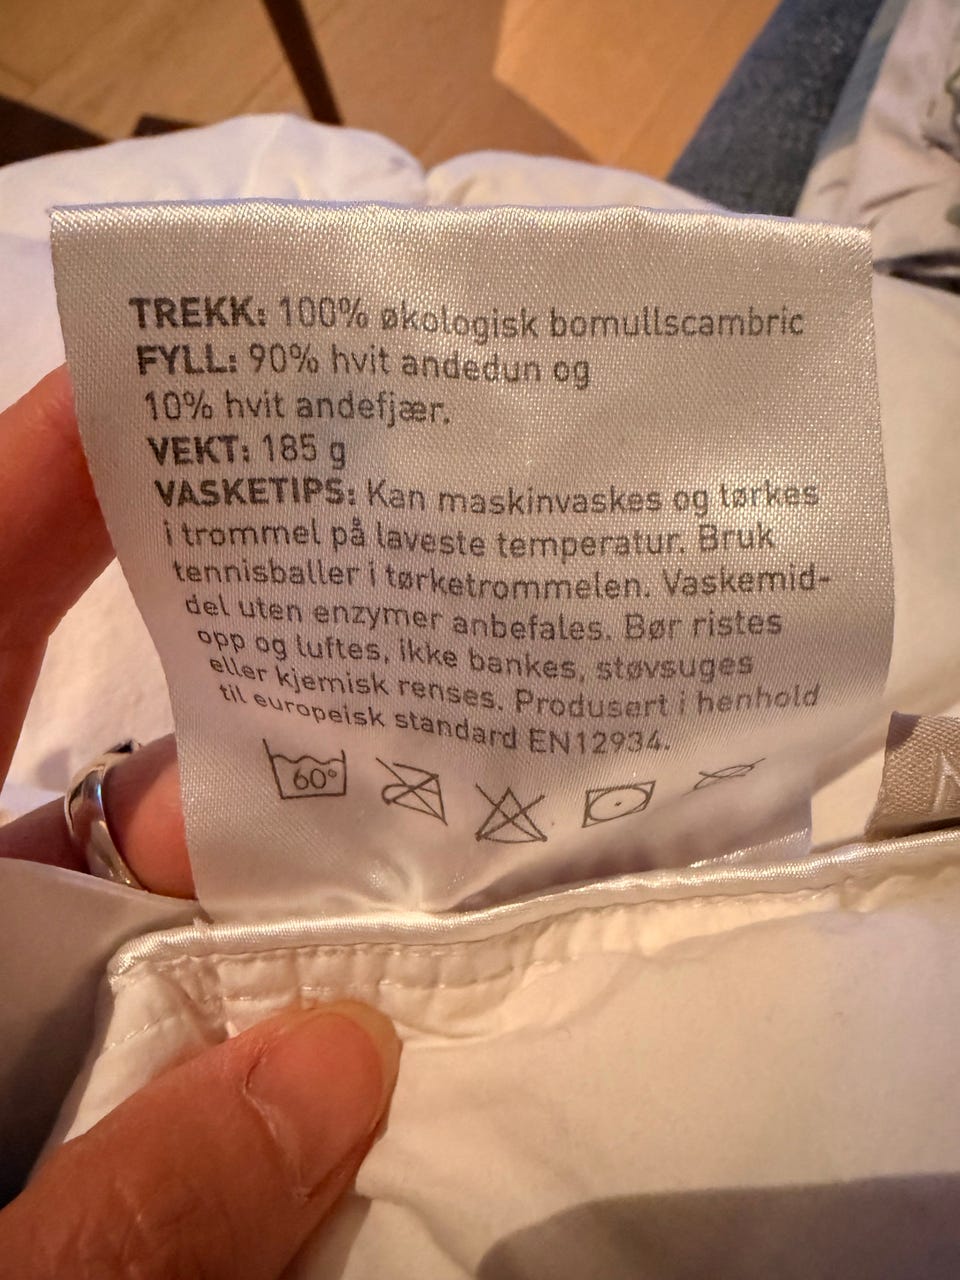 TREKK: 100% økologisk bomullscambric
FYLL: 90% hvit andedun og
10% hvit andefjær.
VEKT: 185 g
VASKETIPS: Kan maskinvaskes og tørkes
i trommel på laveste temperatur. Bruk
tennisballer i tørketrommelen. Vaskemid-
del uten enzymer anbefales. Bør ristes
opp og luftes, ikke bankes, støvsuges
eller kjemisk renses. Produsert i henhold
til europeisk standard EN12934.
60°